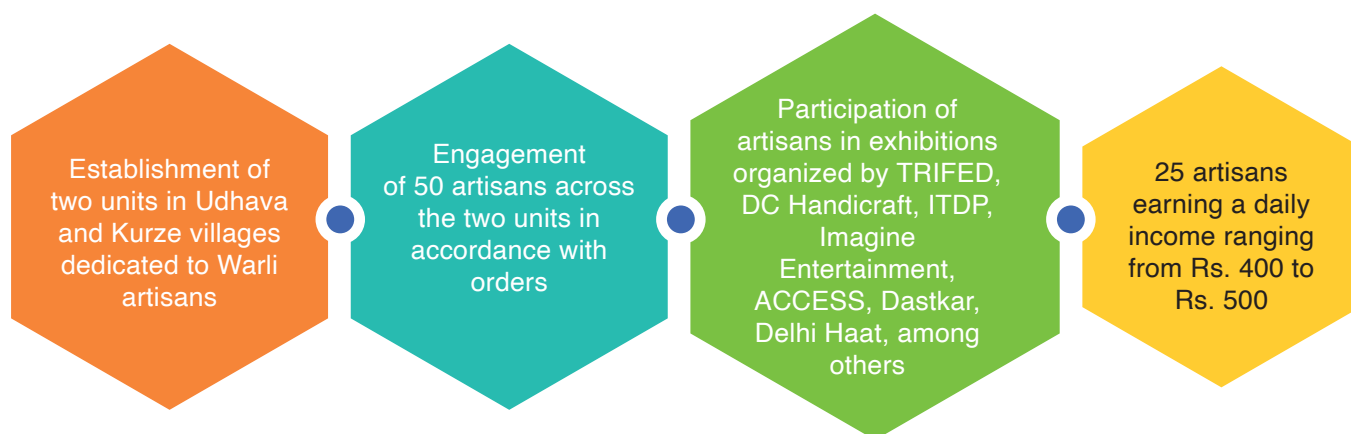 Establishment of
two units in Udhava
and Kurze villages
dedicated to Warli
artisans
Engagement
of 50 artisans across
the two units in
accordance with
orders
Participation of
artisans in exhibitions
organized by TRIFED,
DC Handicraft, ITDP,
Imagine
Entertainment,
ACCESS, Dastkar,
Delhi Haat, among
others
25 artisans
earning a daily
income ranging
from Rs. 400 to
Rs. 500